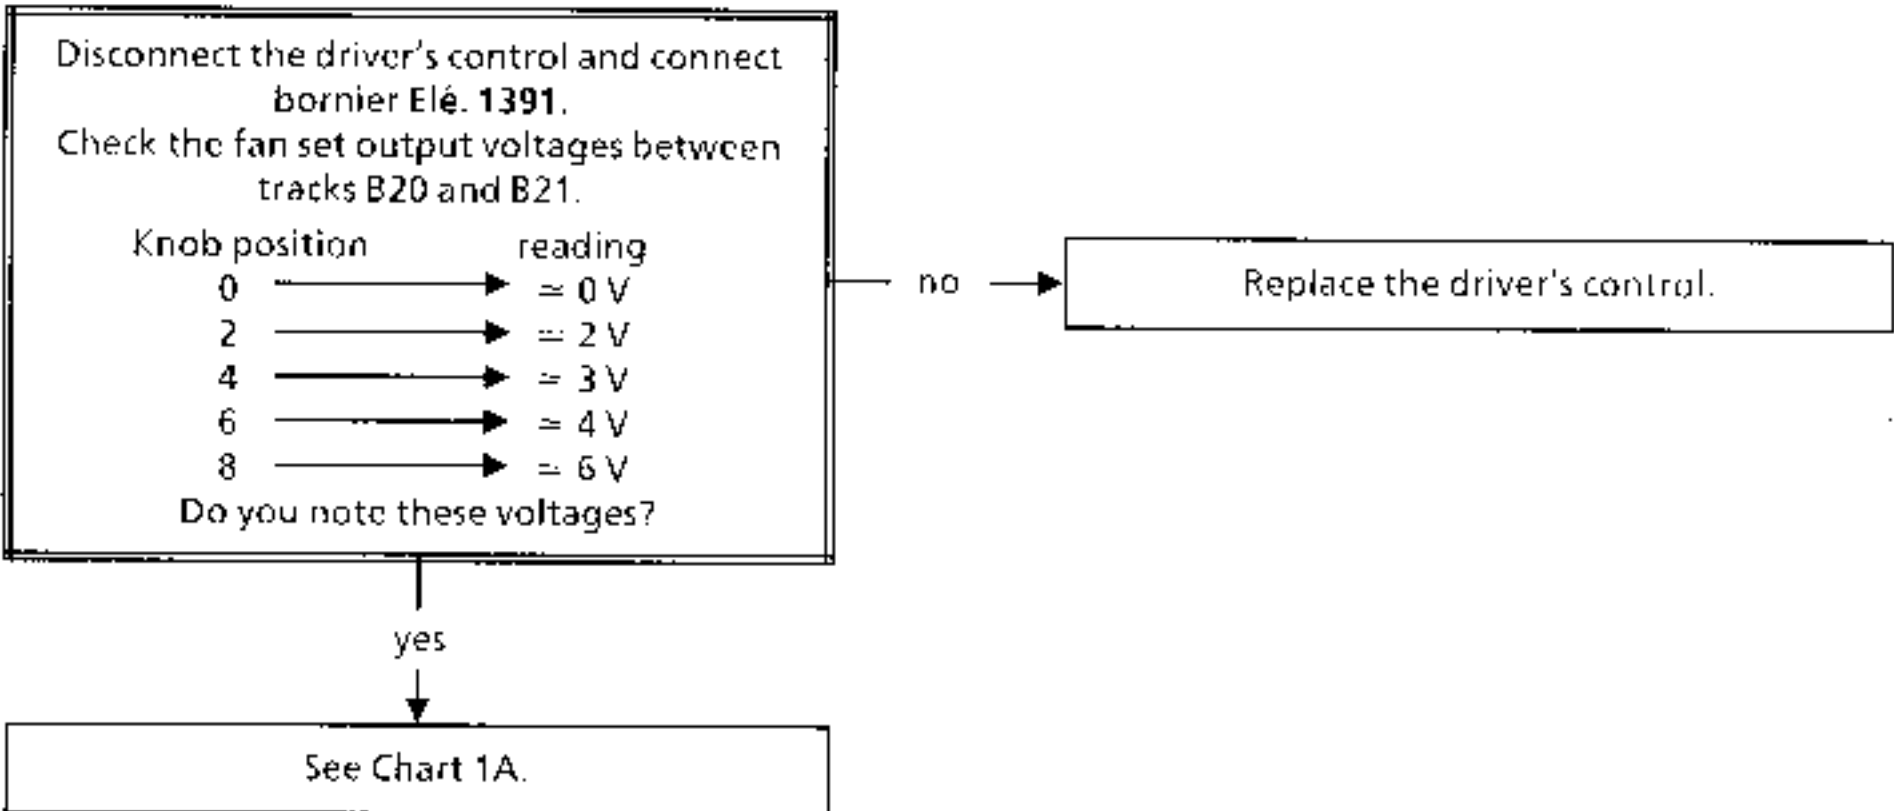 Disconnect the driver's control and connect
bornier Elé. 1391.
Check the fan set output voltages between
tracks B20 and B21.
Knob position reading
0 ≃ 0 V
2 ≃ 2 V
4 ≃ 3 V
6 ≃ 4 V
8 ≃ 6 V
Do you note these voltages?
no
Replace the driver's control.
yes
See Chart 1A.